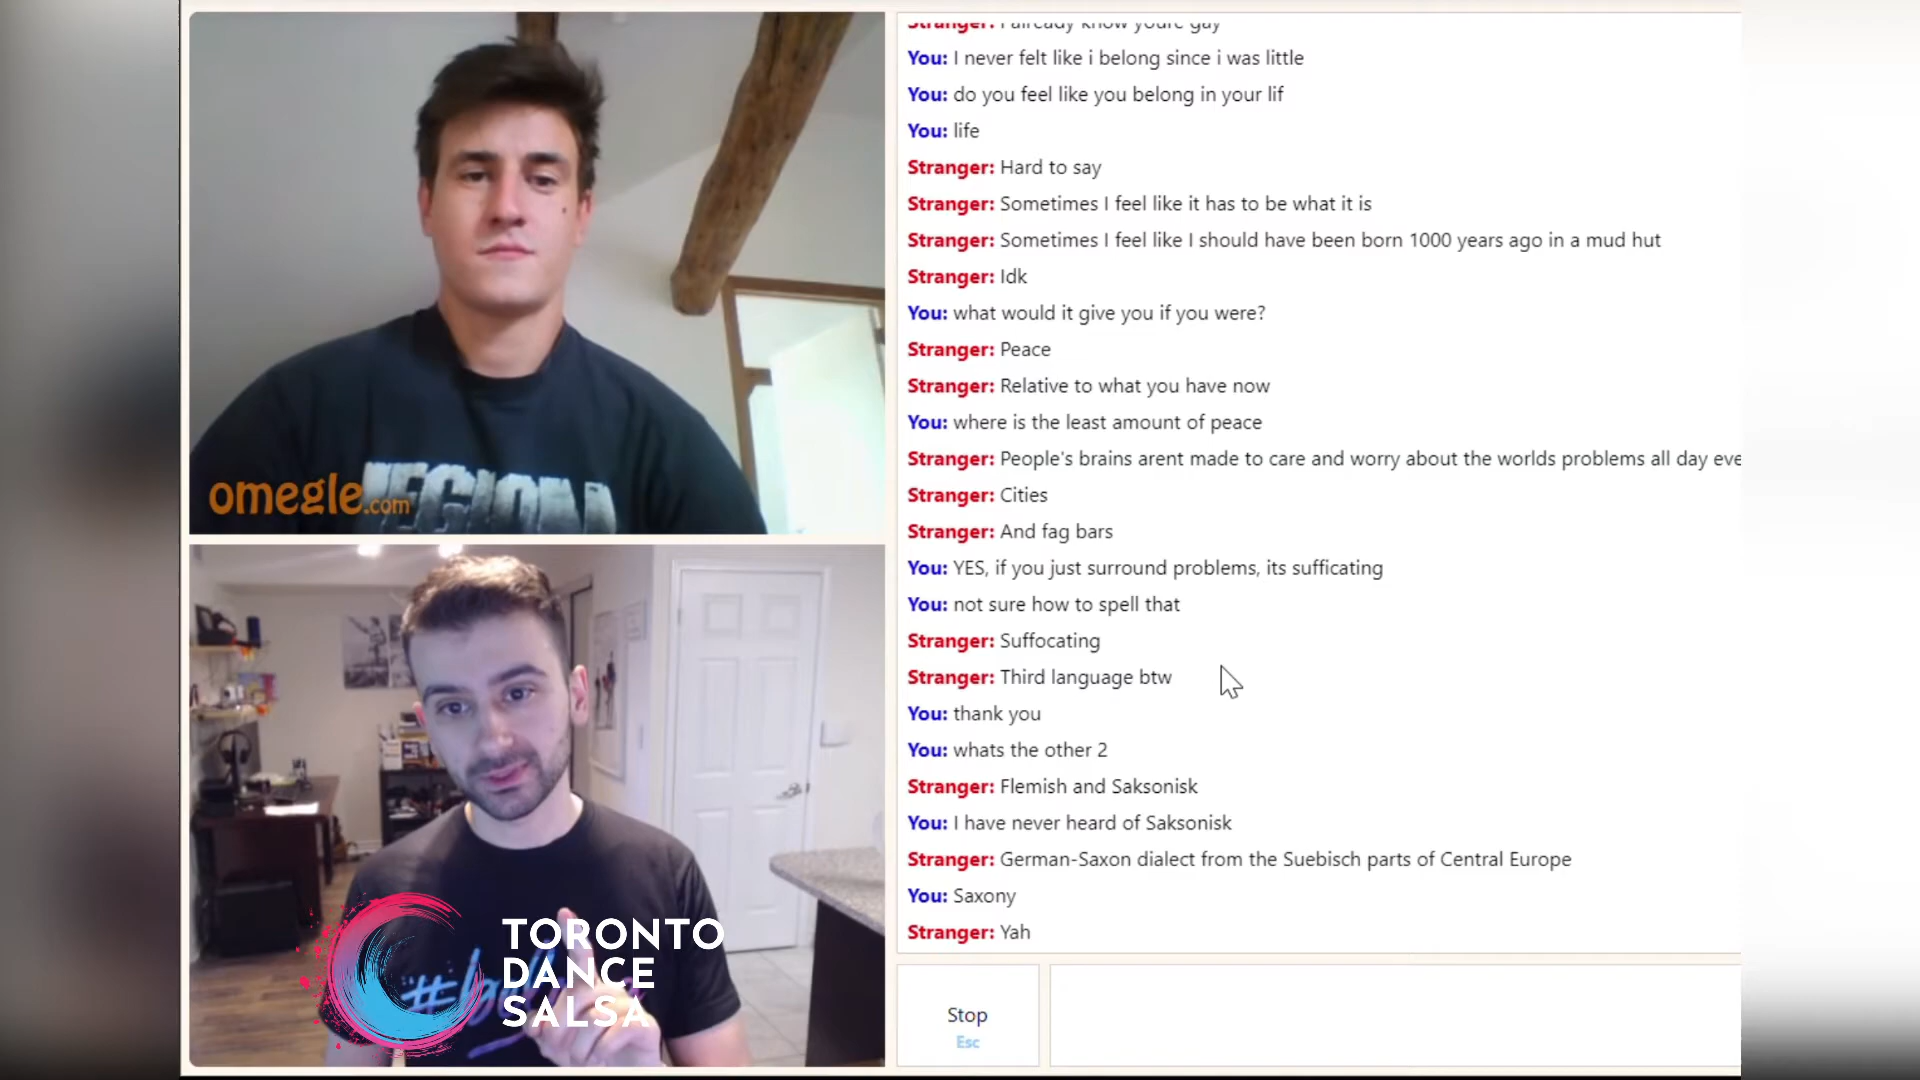 Stranger: I already know youre gay
You: I never felt like i belong since i was little
You: do you feel like you belong in your lif
You: life
Stranger: Hard to say
Stranger: Sometimes I feel like it has to be what it is
Stranger: Sometimes I feel like I should have been born 1000 years ago in a mud hut
Stranger: Idk
You: what would it give you if you were?
Stranger: Peace
Stranger: Relative to what you have now
You: where is the least amount of peace
Stranger: People's brains arent made to care and worry about the worlds problems all day eve
Stranger: Cities
Stranger: And fag bars
You: YES, if you just surround problems, its sufficating
You: not sure how to spell that
Stranger: Suffocating
Stranger: Third language btw
You: thank you
You: whats the other 2
Stranger: Flemish and Saksonisk
You: I have never heard of Saksonisk
Stranger: German-Saxon dialect from the Suebisch parts of Central Europe
You: Saxony
Stranger: Yah
Stop
Esc
LEGION
omegle.com
TORONTO
DANCE
SALSA